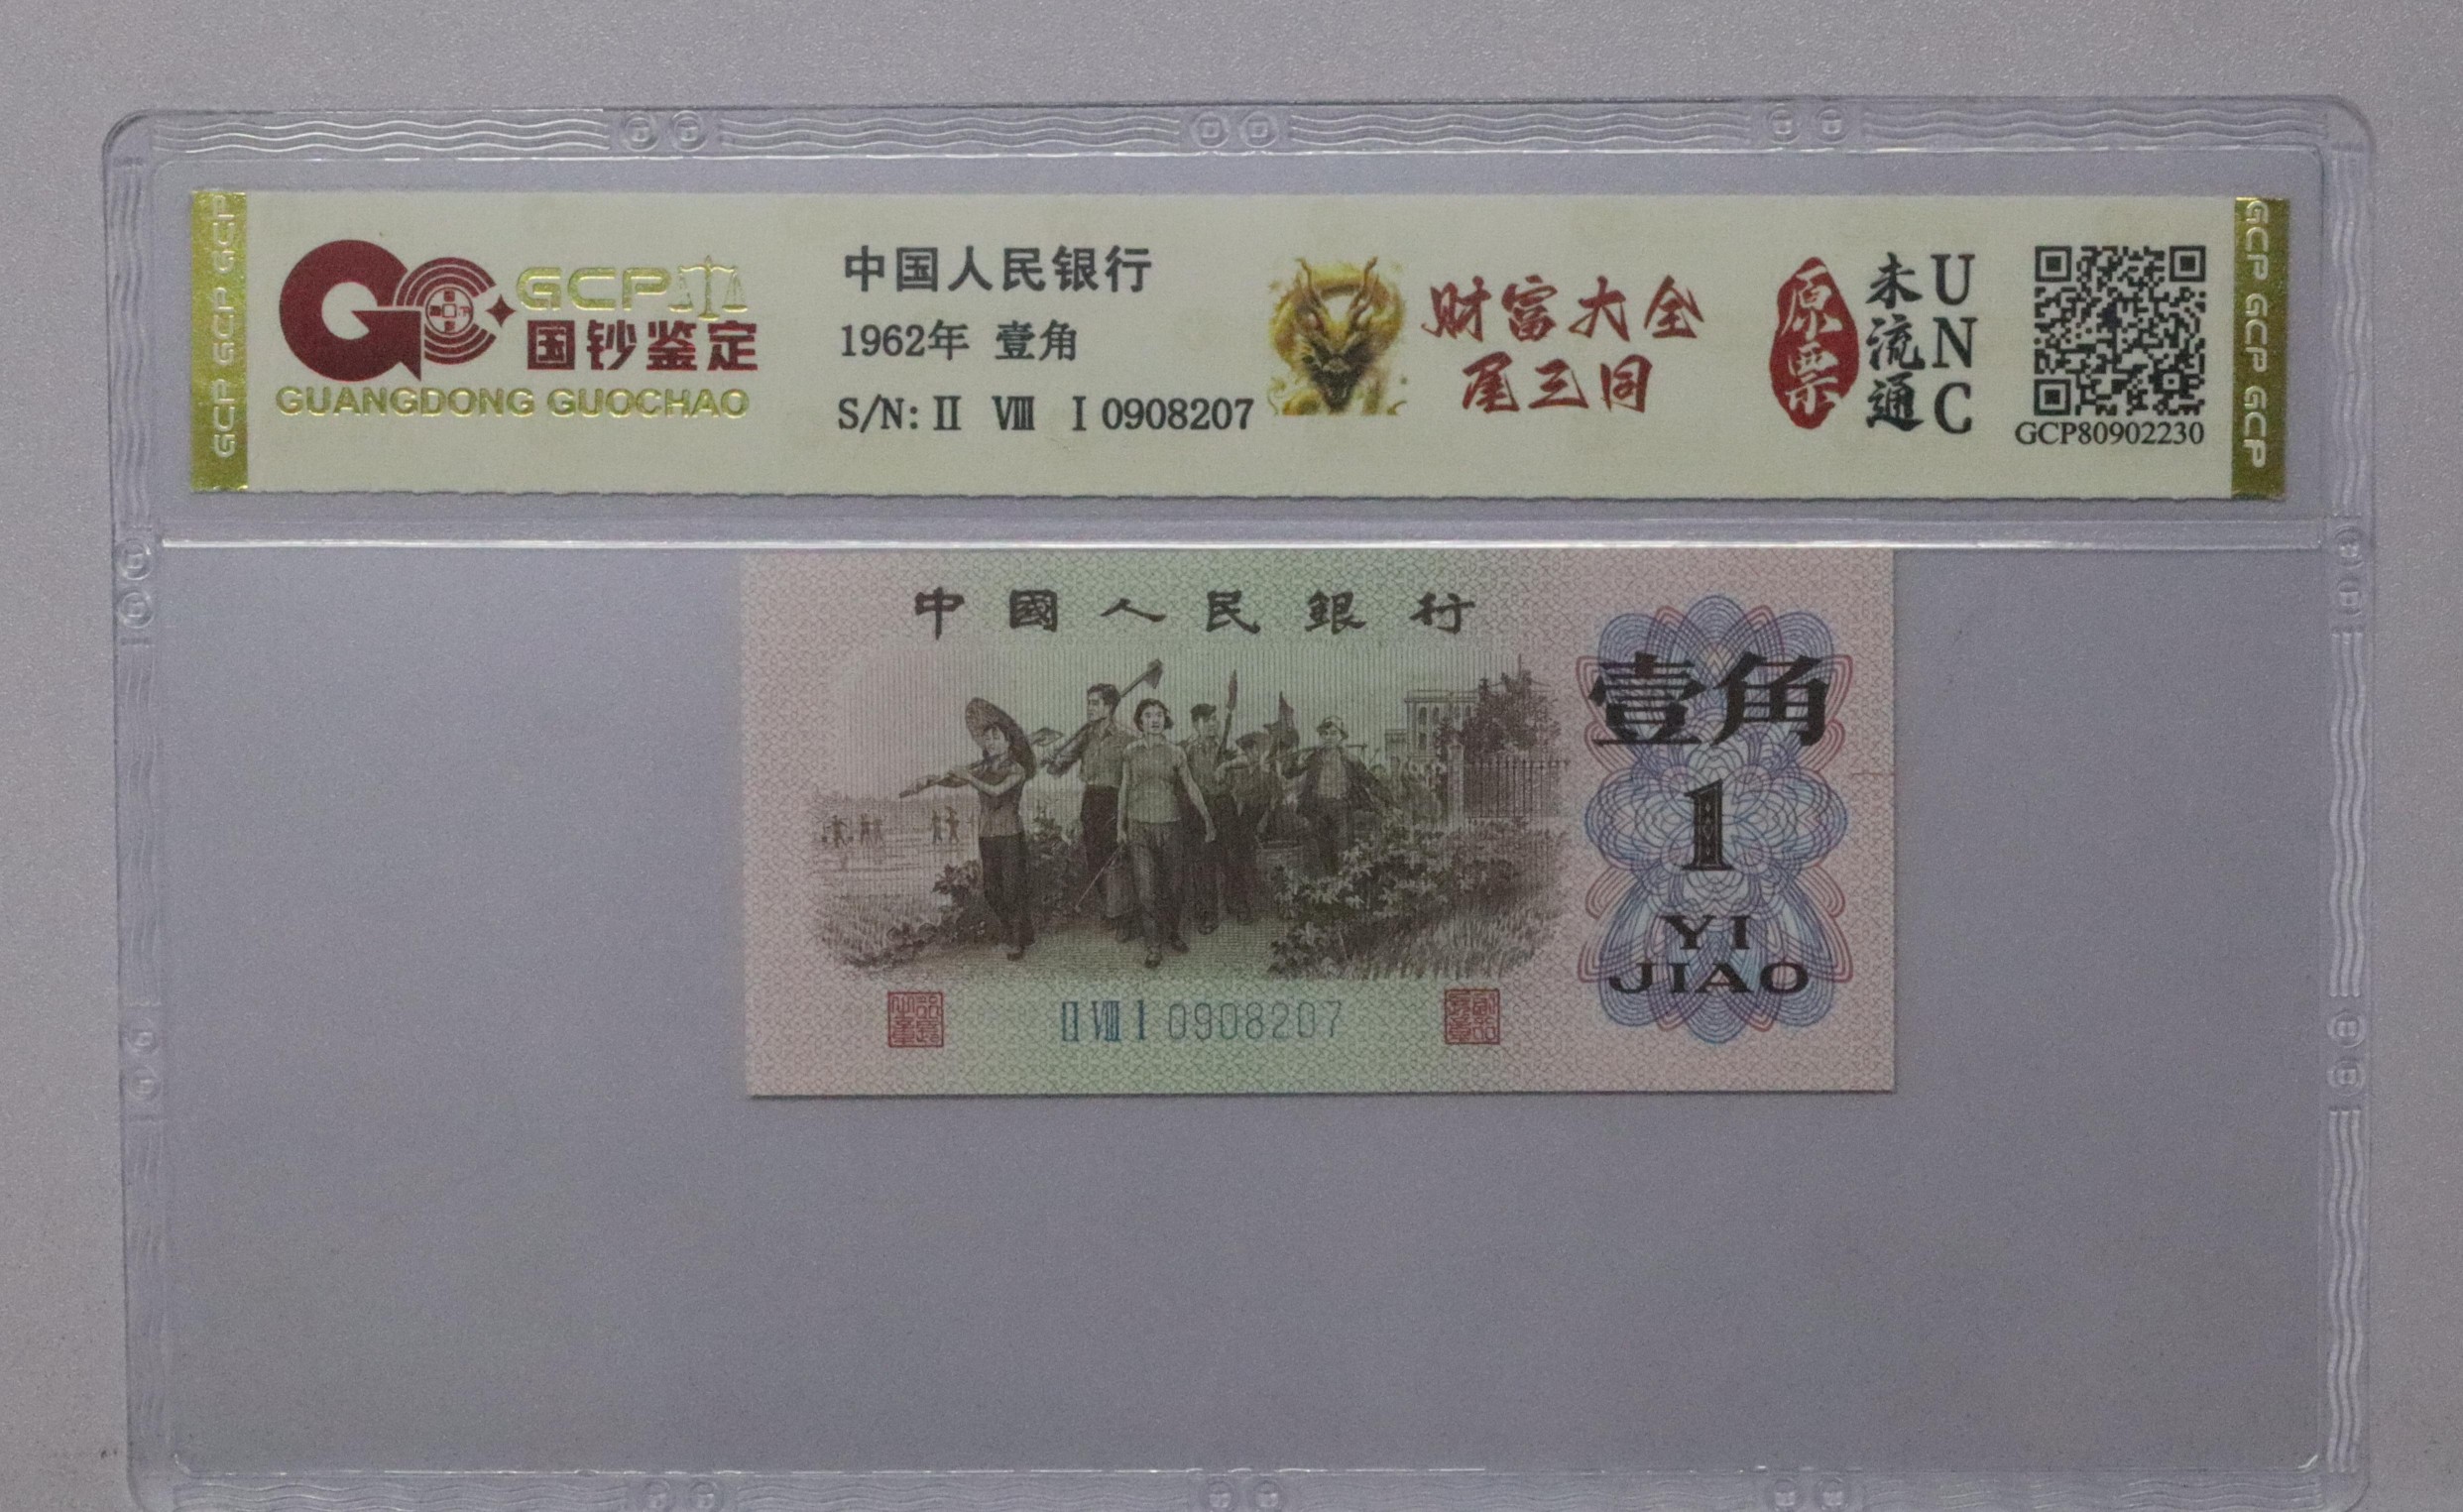 GCP GCP GCP
GCP
国钞鉴定
GUANGDONG GUOCHAO
中国人民银行
1962年 壹角
S/N: II VIII I 0908207
财富大全
尾三同
原票
未流通
UNC
GCP80902230
GCP GCP GCP
中國人民銀行
壹角
1
YI
JIAO
II VIII I 0908207